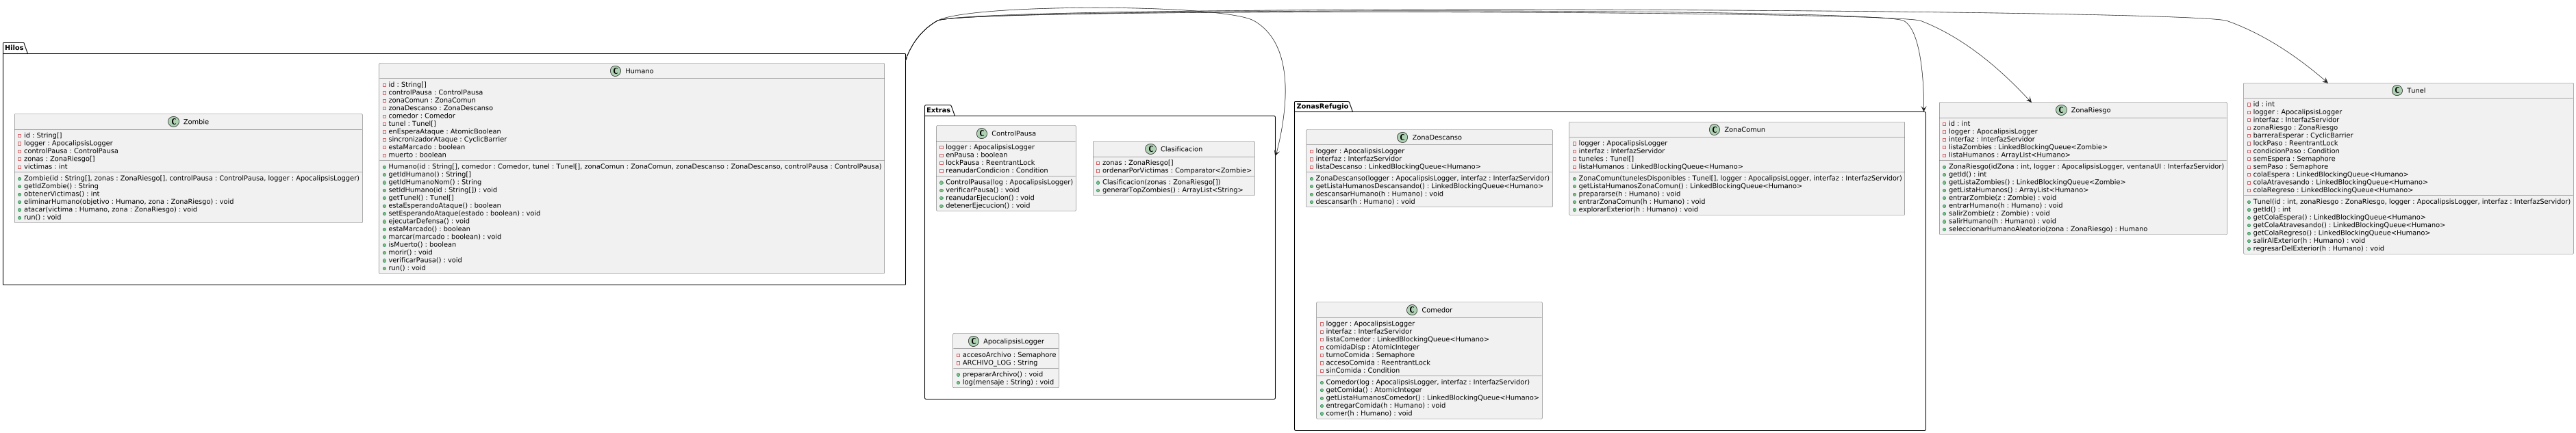 Hilos
Zombie
id : String[]
logger : ApocalipsisLogger
controlPausa : ControlPausa
zonas : ZonaRiesgo[]
victimas : int
Zombie(id : String[], zonas : ZonaRiesgo[], controlPausa : ControlPausa, logger : ApocalipsisLogger)
getIdZombie() : String
obtenerVictimas() : int
eliminarHumano(objetivo : Humano, zona : ZonaRiesgo) : void
atacar(victima : Humano, zona : ZonaRiesgo) : void
run() : void
Humano
id : String[]
controlPausa : ControlPausa
zonaComun : ZonaComun
zonaDescanso : ZonaDescanso
comedor : Comedor
tunel : Tunel[]
enEsperaAtaque : AtomicBoolean
sincronizadorAtaque : CyclicBarrier
estaMarcado : boolean
muerto : boolean
Humano(id : String[], comedor : Comedor, tunel : Tunel[], zonaComun : ZonaComun, zonaDescanso : ZonaDescanso, controlPausa : ControlPausa)
getIdHumano() : String[]
getIdHumanoNom() : String
setIdHumano(id : String[]) : void
getTunel() : Tunel[]
estaEsperandoAtaque() : boolean
setEsperandoAtaque(estado : boolean) : void
ejecutarDefensa() : void
estaMarcado() : boolean
marcar(marcado : boolean) : void
isMuerto() : boolean
morir() : void
verificarPausa() : void
run() : void
Extras
ControlPausa
logger : ApocalipsisLogger
enPausa : boolean
lockPausa : ReentrantLock
reanudarCondicion : Condition
ControlPausa(log : ApocalipsisLogger)
verificarPausa() : void
reanudarEjecucion() : void
detenerEjecucion() : void
Clasificacion
zonas : ZonaRiesgo[]
ordenarPorVictimas : Comparator<Zombie>
Clasificacion(zonas : ZonaRiesgo[])
generarTopZombies() : ArrayList<String>
ApocalipsisLogger
accesoArchivo : Semaphore
ARCHIVO_LOG : String
prepararArchivo() : void
log(mensaje : String) : void
ZonasRefugio
ZonaDescanso
logger : ApocalipsisLogger
interfaz : InterfazServidor
listaDescanso : LinkedBlockingQueue<Humano>
ZonaDescanso(logger : ApocalipsisLogger, interfaz : InterfazServidor)
getListaHumanosDescansando() : LinkedBlockingQueue<Humano>
descansarHumano(h : Humano) : void
descansar(h : Humano) : void
ZonaComun
logger : ApocalipsisLogger
interfaz : InterfazServidor
tuneles : Tunel[]
listaHumanos : LinkedBlockingQueue<Humano>
ZonaComun(tunelesDisponibles : Tunel[], logger : ApocalipsisLogger, interfaz : InterfazServidor)
getListaHumanosZonaComun() : LinkedBlockingQueue<Humano>
prepararse(h : Humano) : void
entrarZonaComun(h : Humano) : void
explorarExterior(h : Humano) : void
Comedor
logger : ApocalipsisLogger
interfaz : InterfazServidor
listaComedor : LinkedBlockingQueue<Humano>
comidaDisp : AtomicInteger
turnoComida : Semaphore
accesoComida : ReentrantLock
sinComida : Condition
Comedor(log : ApocalipsisLogger, interfaz : InterfazServidor)
getComida() : AtomicInteger
getListaHumanosComedor() : LinkedBlockingQueue<Humano>
entregarComida(h : Humano) : void
comer(h : Humano) : void
ZonaRiesgo
id : int
logger : ApocalipsisLogger
interfaz : InterfazServidor
listaZombies : LinkedBlockingQueue<Zombie>
listaHumanos : ArrayList<Humano>
ZonaRiesgo(idZona : int, logger : ApocalipsisLogger, ventanaUI : InterfazServidor)
getId() : int
getListaZombies() : LinkedBlockingQueue<Zombie>
getListaHumanos() : ArrayList<Humano>
entrarZombie(z : Zombie) : void
entrarHumano(h : Humano) : void
salirZombie(z : Zombie) : void
salirHumano(h : Humano) : void
seleccionarHumanoAleatorio(zona : ZonaRiesgo) : Humano
Tunel
id : int
logger : ApocalipsisLogger
interfaz : InterfazServidor
zonaRiesgo : ZonaRiesgo
barreraEsperar : CyclicBarrier
lockPaso : ReentrantLock
condicionPaso : Condition
semEspera : Semaphore
semPaso : Semaphore
colaEspera : LinkedBlockingQueue<Humano>
colaAtravesando : LinkedBlockingQueue<Humano>
colaRegreso : LinkedBlockingQueue<Humano>
Tunel(id : int, zonaRiesgo : ZonaRiesgo, logger : ApocalipsisLogger, interfaz : InterfazServidor)
getId() : int
getColaEspera() : LinkedBlockingQueue<Humano>
getColaAtravesando() : LinkedBlockingQueue<Humano>
getColaRegreso() : LinkedBlockingQueue<Humano>
salirAlExterior(h : Humano) : void
regresarDelExterior(h : Humano) : void